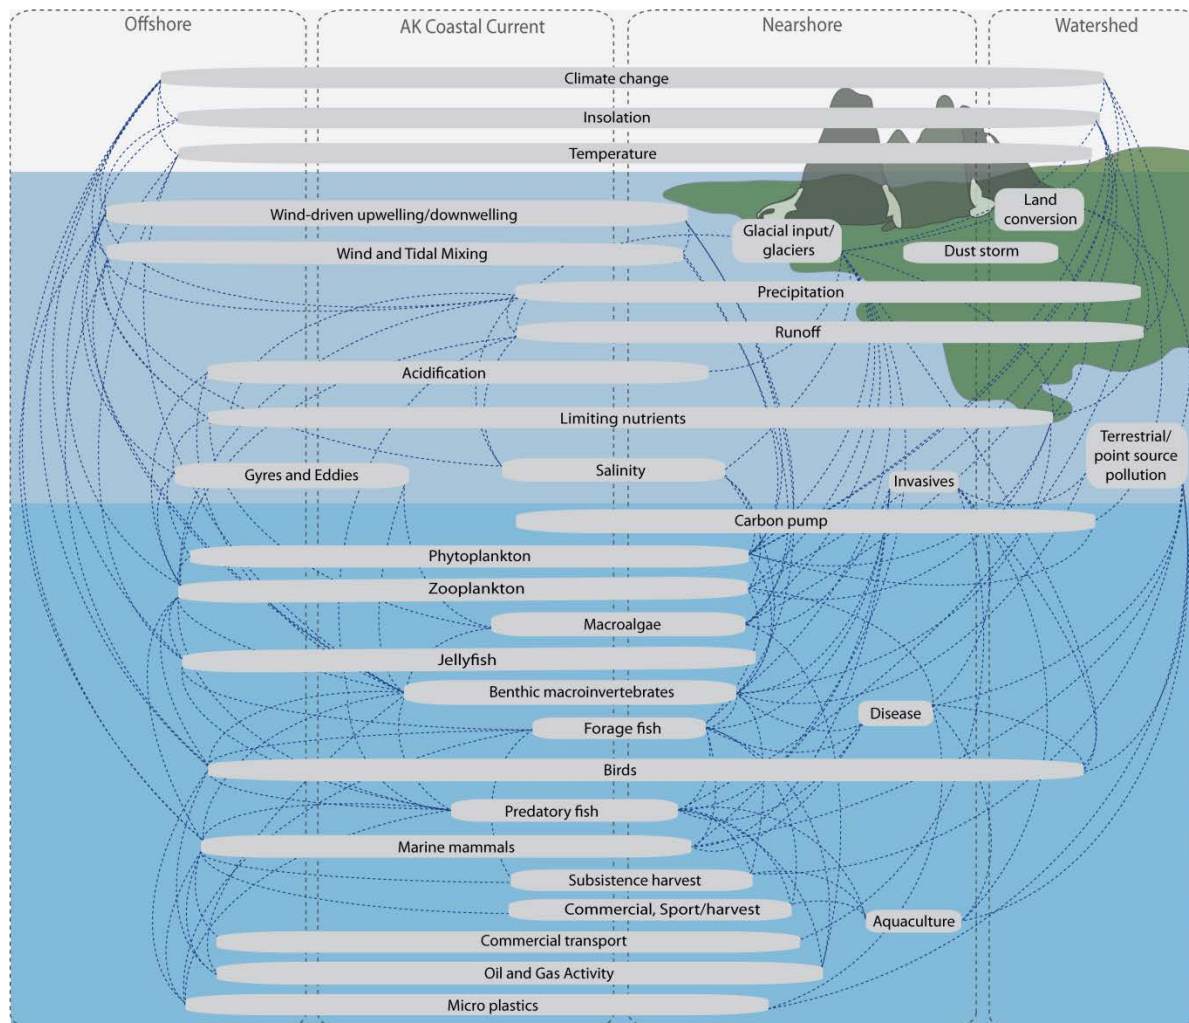 Offshore
AK Coastal Current
Nearshore
Watershed
Climate change
Insolation
Temperature
Wind-driven upwelling/downwelling
Land
conversion
Glacial input/
glaciers
Wind and Tidal Mixing
Dust storm
Precipitation
Runoff
Acidification
Limiting nutrients
Terrestrial/
point source
pollution
Gyres and Eddies
Salinity
Invasives
Carbon pump
Phytoplankton
Zooplankton
Macroalgae
Jellyfish
Benthic macroinvertebrates
Disease
Forage fish
Birds
Predatory fish
Marine mammals
Subsistence harvest
Commercial, Sport/harvest
Aquaculture
Commercial transport
Oil and Gas Activity
Micro plastics